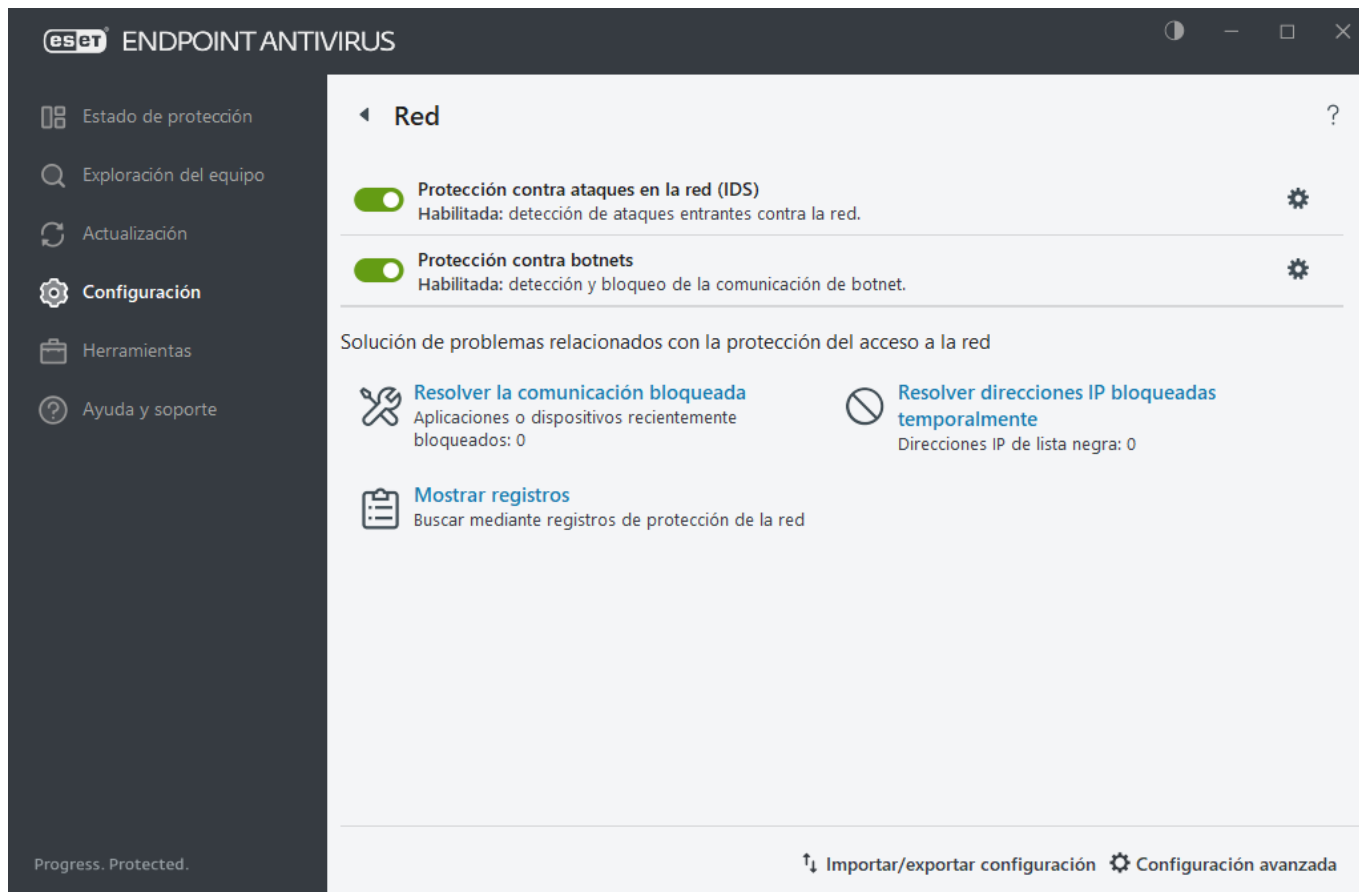 eseT ENDPOINT ANTIVIRUS
Estado de protección
Exploración del equipo
Actualización
Configuración
Herramientas
Ayuda y soporte
Progress. Protected.
Red
?
Protección contra ataques en la red (IDS)
Habilitada: detección de ataques entrantes contra la red.
Protección contra botnets
Habilitada: detección y bloqueo de la comunicación de botnet.
Solución de problemas relacionados con la protección del acceso a la red
Resolver la comunicación bloqueada
Aplicaciones o dispositivos recientemente
bloqueados: 0
Resolver direcciones IP bloqueadas
temporalmente
Direcciones IP de lista negra: 0
Mostrar registros
Buscar mediante registros de protección de la red
Importar/exportar configuración
Configuración avanzada